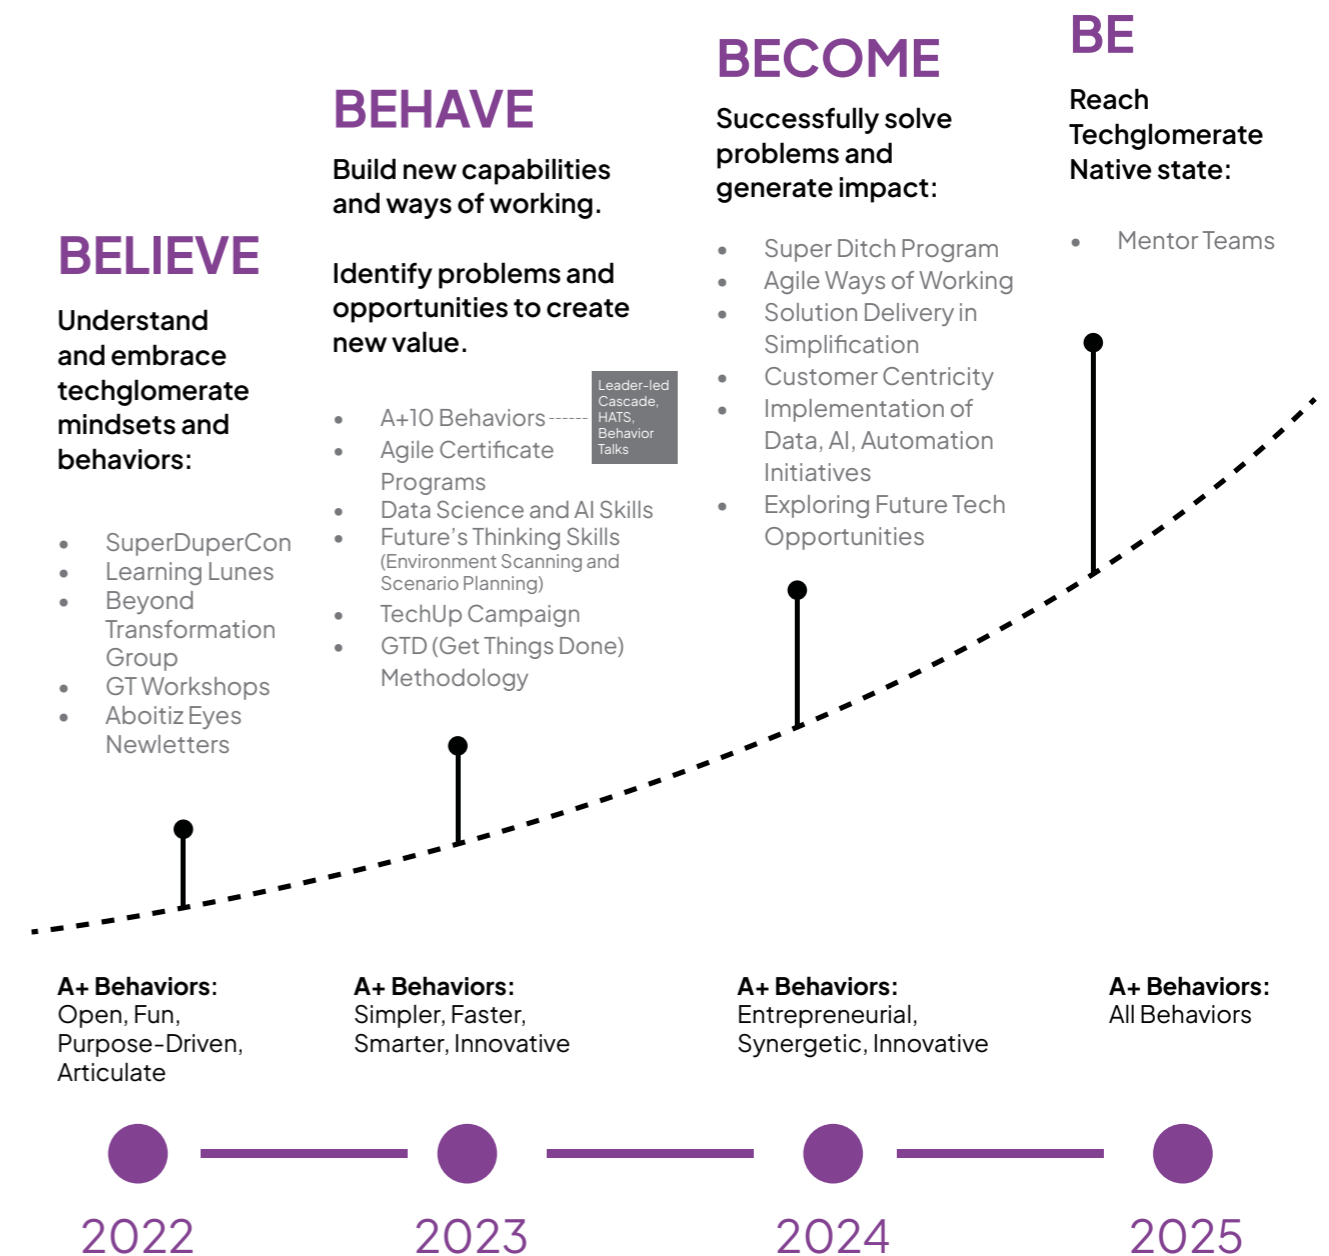 BELIEVE
Understand
and embrace
techglomerate
mindsets and
behaviors:
• SuperDuperCon
• Learning Lunes
• Beyond
Transformation
Group
• GT Workshops
• Aboitiz Eyes
Newletters
BEHAVE
Build new capabilities
and ways of working.
Identify problems and
opportunities to create
new value.
• A+10 Behaviors
Leader-led
Cascade,
HATS,
Behavior
Talks
• Agile Certificate
Programs
• Data Science and AI Skills
• Future’s Thinking Skills
(Environment Scanning and
Scenario Planning)
• TechUp Campaign
• GTD (Get Things Done)
Methodology
BECOME
Successfully solve
problems and
generate impact:
• Super Ditch Program
• Agile Ways of Working
• Solution Delivery in
Simplification
• Customer Centricity
• Implementation of
Data, AI, Automation
Initiatives
• Exploring Future Tech
Opportunities
BE
Reach
Techglomerate
Native state:
• Mentor Teams
A+ Behaviors:
Open, Fun,
Purpose-Driven,
Articulate
A+ Behaviors:
Simpler, Faster,
Smarter, Innovative
A+ Behaviors:
Entrepreneurial,
Synergetic, Innovative
A+ Behaviors:
All Behaviors
2022
2023
2024
2025